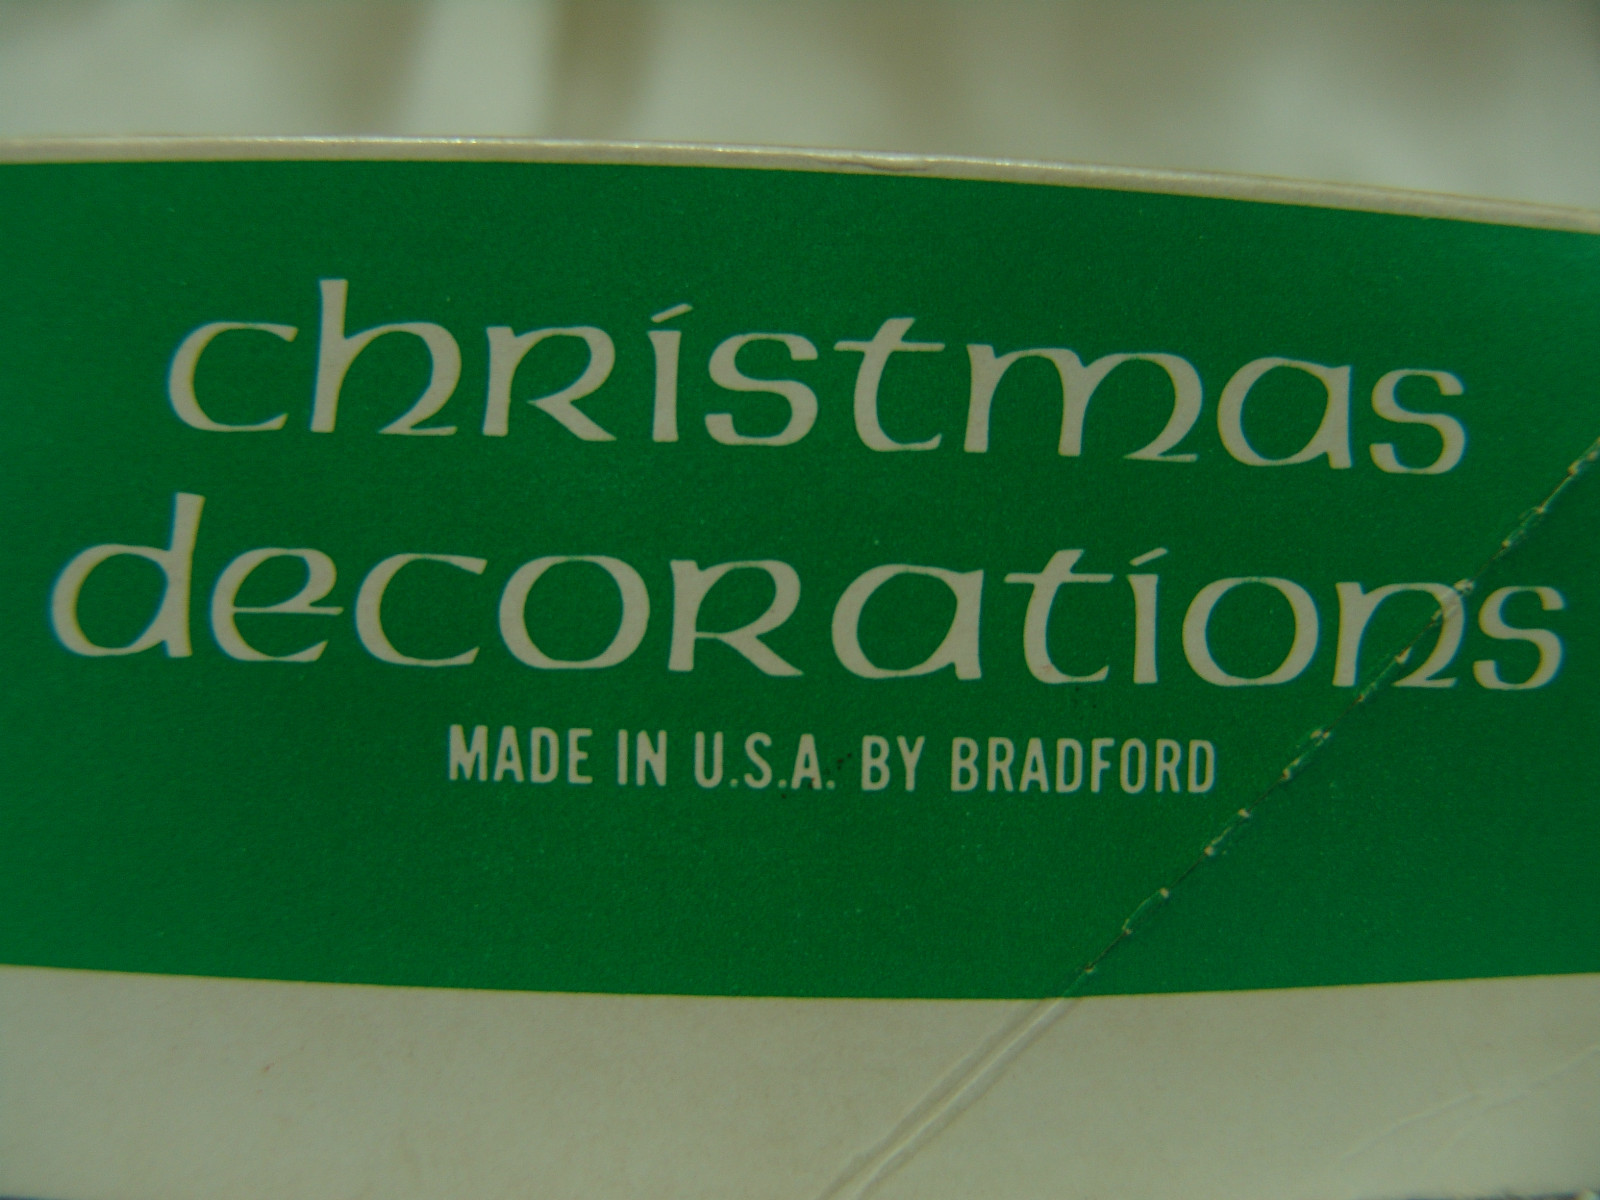 christmas
decorations
MADE IN U.S.A. BY BRADFORD